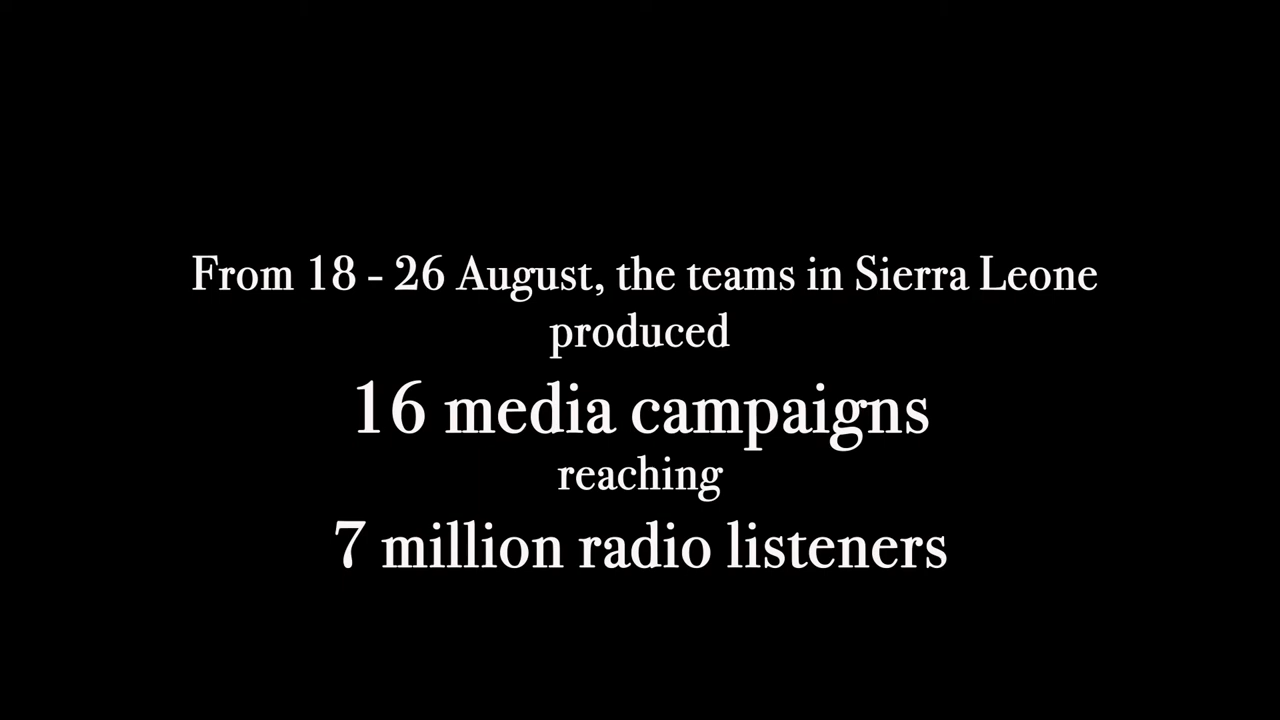 From 18 - 26 August, the teams in Sierra Leone
produced
16 media campaigns
reaching
7 million radio listeners